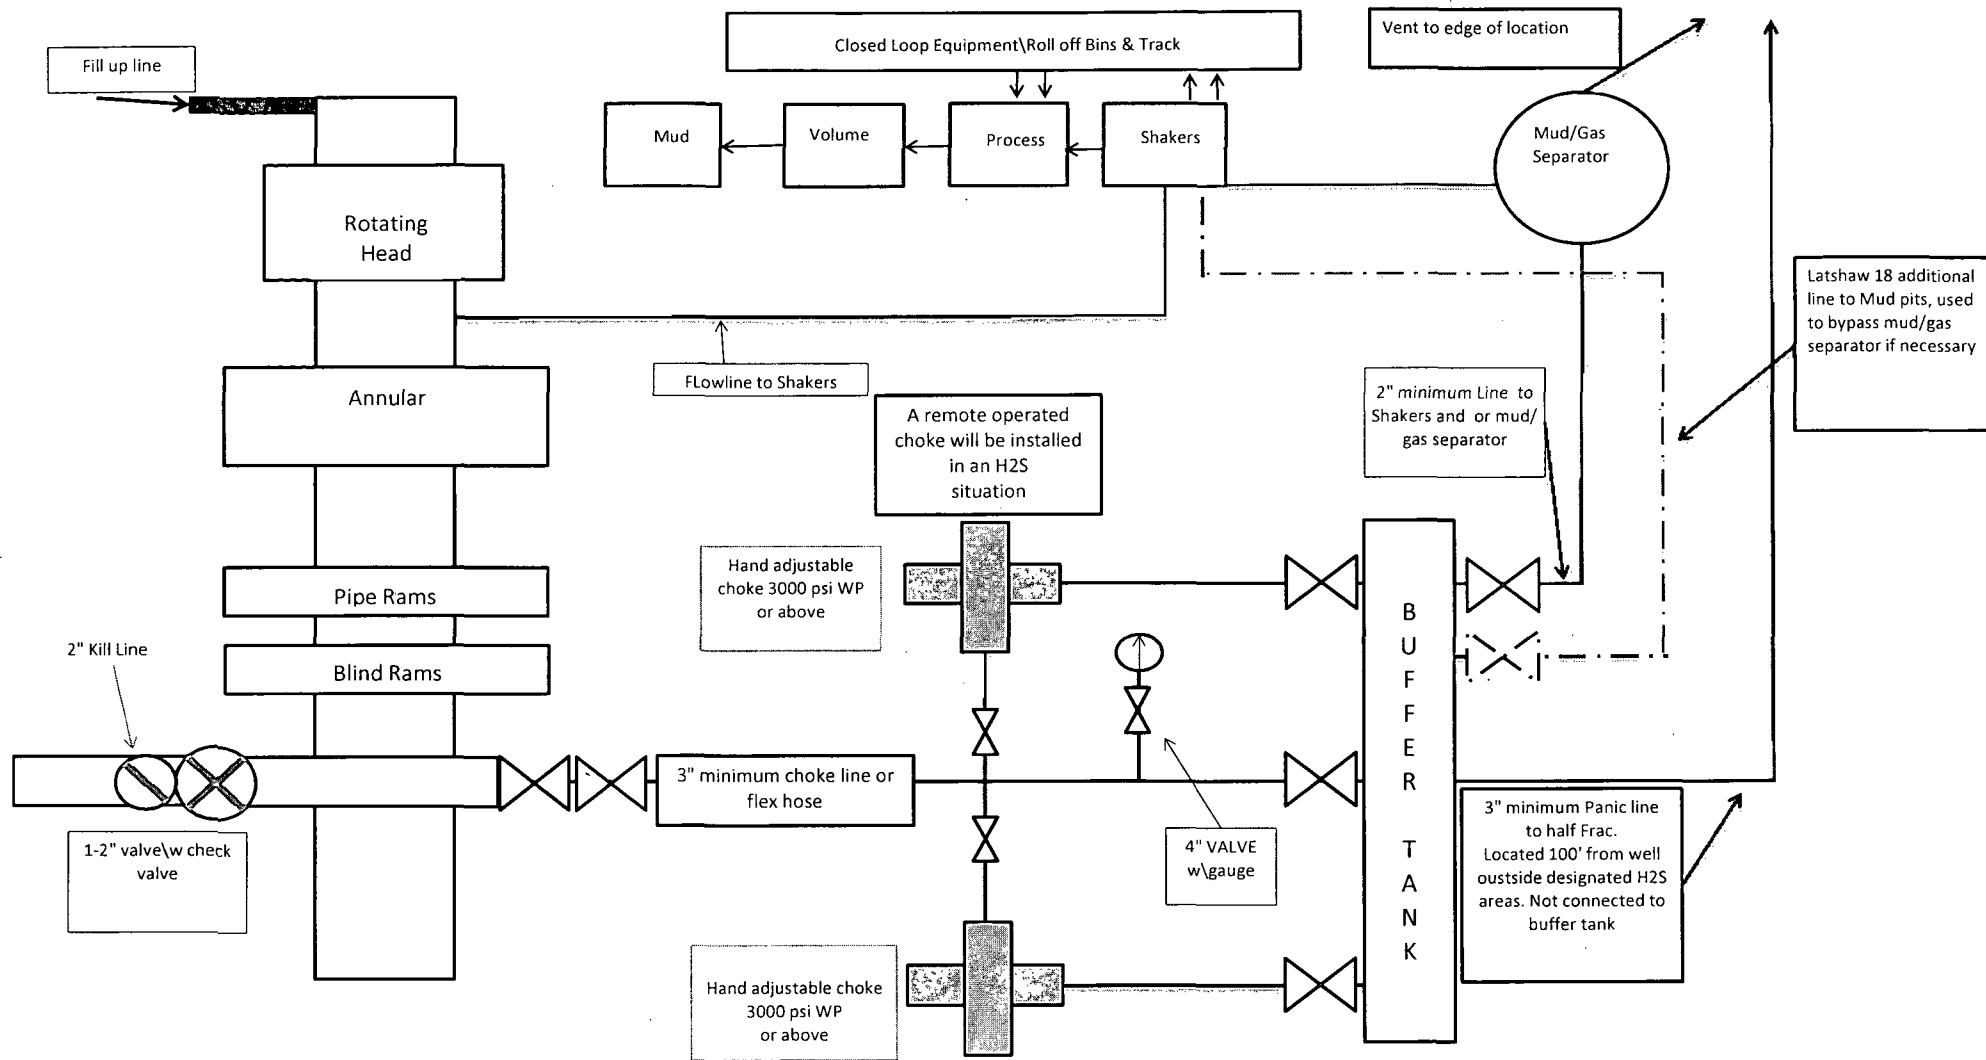 Fill up line
Closed Loop Equipment\Roll off Bins & Track
Vent to edge of location
Mud
Volume
Process
Shakers
Mud/Gas
Separator
Rotating
Head
Latshaw 18 additional
line to Mud pits, used
to bypass mud/gas
separator if necessary
FLowline to Shakers
Annular
2" minimum Line to
Shakers and or mud/
gas separator
A remote operated
choke will be installed
in an H2S
situation
Hand adjustable
choke 3000 psi WP
or above
Pipe Rams
Blind Rams
2" Kill Line
BUFFER TANK
3" minimum choke line or
flex hose
1-2" valve\w check
valve
4" VALVE
w\gauge
3" minimum Panic line
to half Frac.
Located 100' from well
oustside designated H2S
areas. Not connected to
buffer tank
Hand adjustable choke
3000 psi WP
or above